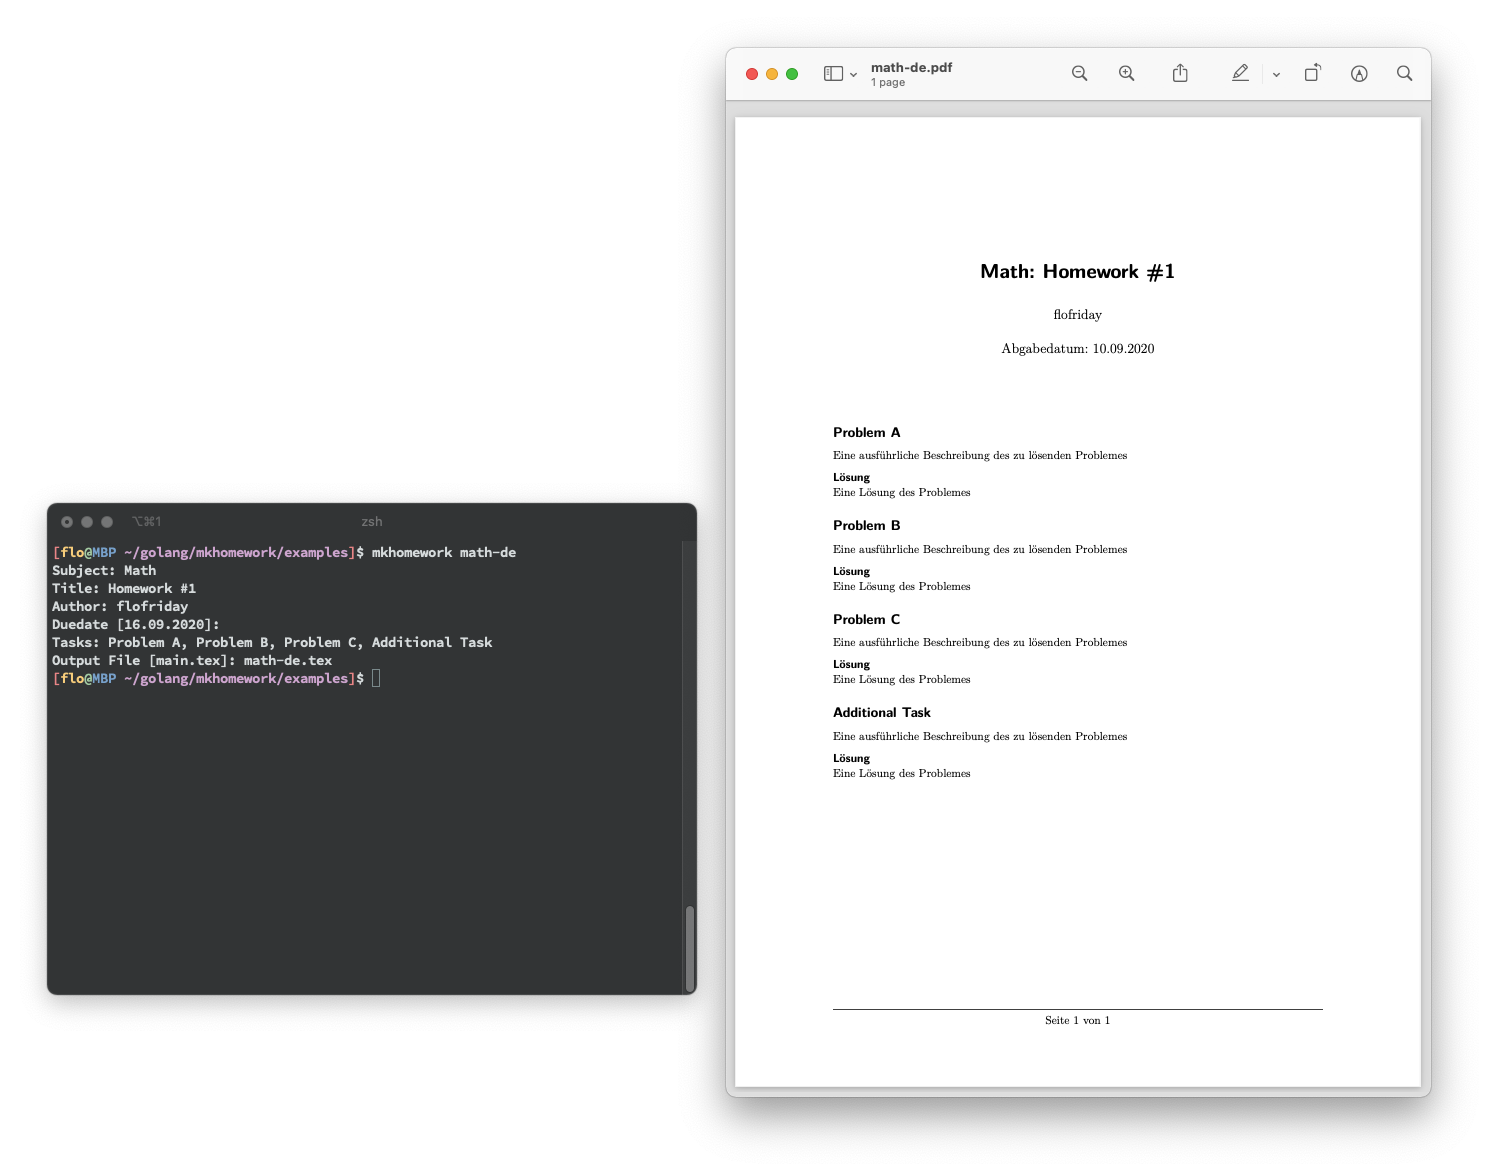 ⌥⌘1 zsh
[flo@MBP ~/golang/mkhomework/examples]$ mkhomework math-de
Subject: Math
Title: Homework #1
Author: flofriday
Duedate [16.09.2020]:
Tasks: Problem A, Problem B, Problem C, Additional Task
Output File [main.tex]: math-de.tex
[flo@MBP ~/golang/mkhomework/examples]$
math-de.pdf
1 page
Math: Homework #1
flofriday
Abgabedatum: 10.09.2020
Problem A
Eine ausführliche Beschreibung des zu lösenden Problemes
Lösung
Eine Lösung des Problemes
Problem B
Eine ausführliche Beschreibung des zu lösenden Problemes
Lösung
Eine Lösung des Problemes
Problem C
Eine ausführliche Beschreibung des zu lösenden Problemes
Lösung
Eine Lösung des Problemes
Additional Task
Eine ausführliche Beschreibung des zu lösenden Problemes
Lösung
Eine Lösung des Problemes
Seite 1 von 1